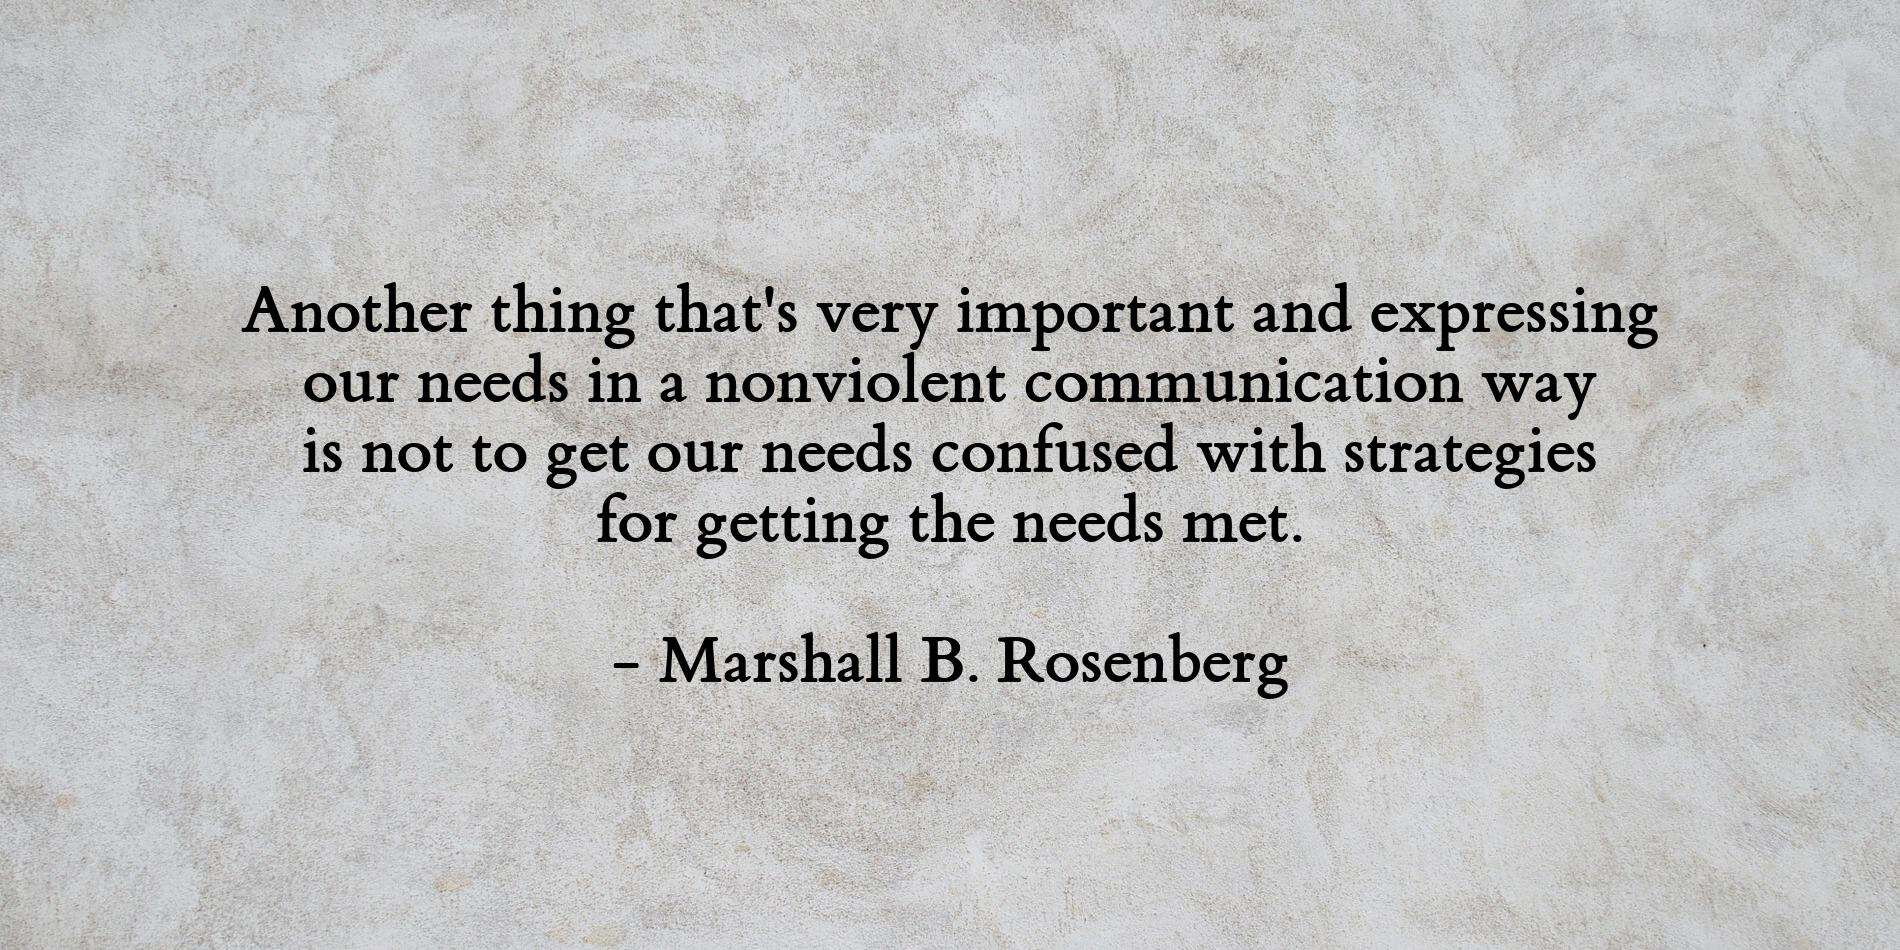 Another thing that's very important and expressing
our needs in a nonviolent communication way
is not to get our needs confused with strategies
for getting the needs met.
– Marshall B. Rosenberg